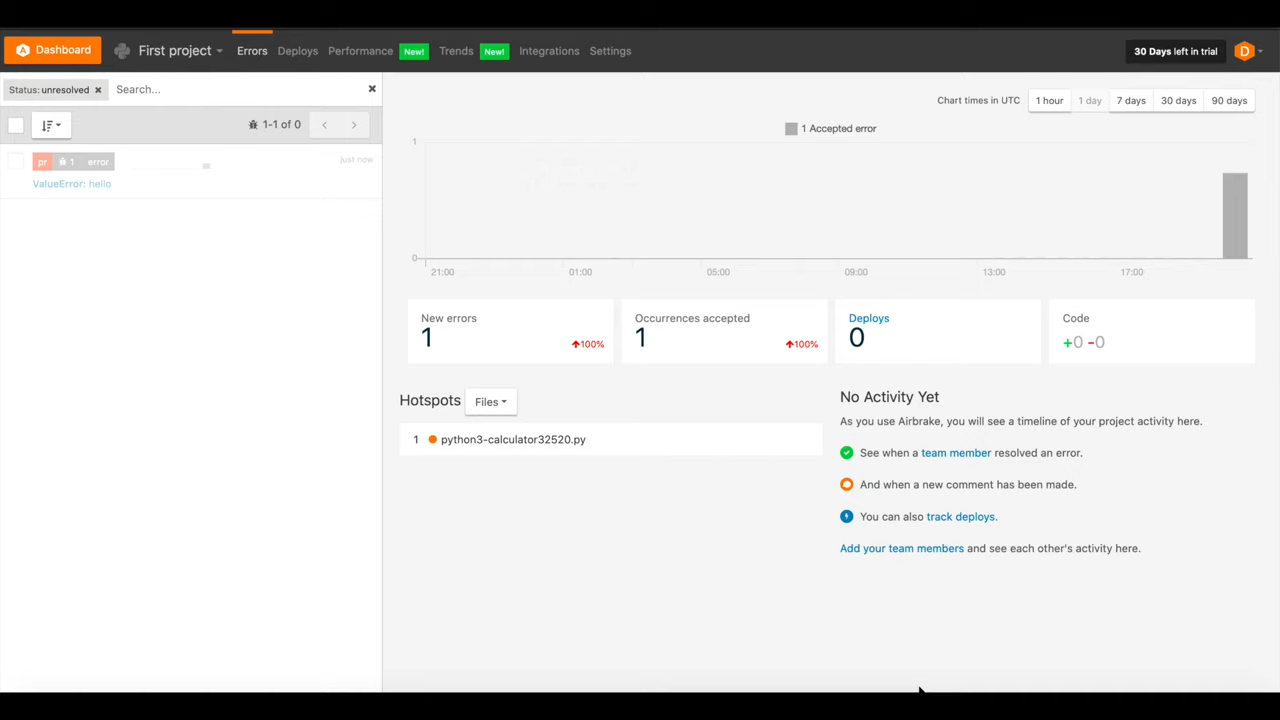 Dashboard First project Errors Deploys Performance New! Trends New! Integrations Settings 30 Days left in trial D
Status: unresolved × Search... ×
1-1 of 0
pr 1 error just now
ValueError: hello
Chart times in UTC 1 hour 1 day 7 days 30 days 90 days
1 Accepted error
1
0
21:00 01:00 05:00 09:00 13:00 17:00
New errors
1 100%
Occurrences accepted
1 100%
Deploys
0
Code
+0 -0
Hotspots Files
1 python3-calculator32520.py
No Activity Yet
As you use Airbrake, you will see a timeline of your project activity here.
See when a team member resolved an error.
And when a new comment has been made.
You can also track deploys.
Add your team members and see each other's activity here.